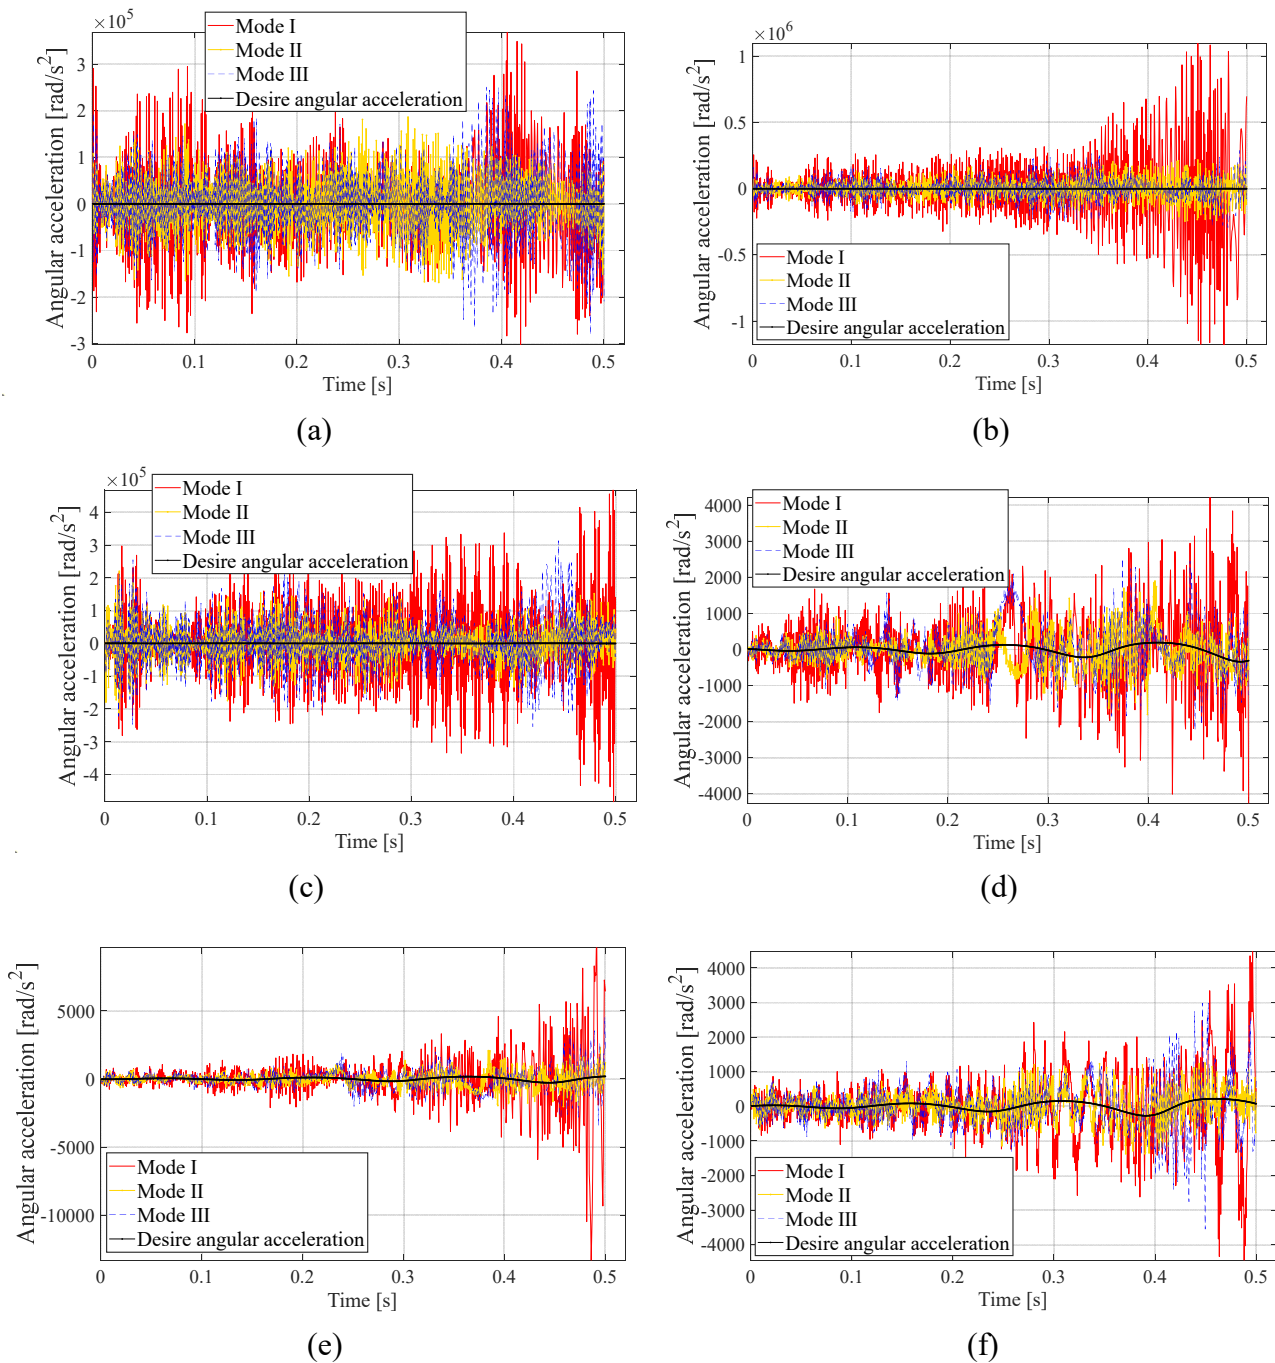 ×10^5
Mode I
Mode II
Mode III
Desire angular acceleration
Angular acceleration [rad/s^2]
3
2
1
0
-1
-2
-3
0 0.1 0.2 0.3 0.4 0.5
Time [s]
(a)
×10^6
Angular acceleration [rad/s^2]
1
0.5
0
-0.5
-1
Mode I
Mode II
Mode III
Desire angular acceleration
0 0.1 0.2 0.3 0.4 0.5
Time [s]
(b)
×10^5
Mode I
Mode II
Mode III
Desire angular acceleration
Angular acceleration [rad/s^2]
4
3
2
1
0
-1
-2
-3
-4
0 0.1 0.2 0.3 0.4 0.5
Time [s]
(c)
Mode I
Mode II
Mode III
Desire angular acceleration
Angular acceleration [rad/s^2]
4000
3000
2000
1000
0
-1000
-2000
-3000
-4000
0 0.1 0.2 0.3 0.4 0.5
Time [s]
(d)
Angular acceleration [rad/s^2]
5000
0
-5000
-10000
Mode I
Mode II
Mode III
Desire angular acceleration
0 0.1 0.2 0.3 0.4 0.5
Time [s]
(e)
Angular acceleration [rad/s^2]
4000
3000
2000
1000
0
-1000
-2000
-3000
-4000
Mode I
Mode II
Mode III
Desire angular acceleration
0 0.1 0.2 0.3 0.4 0.5
Time [s]
(f)